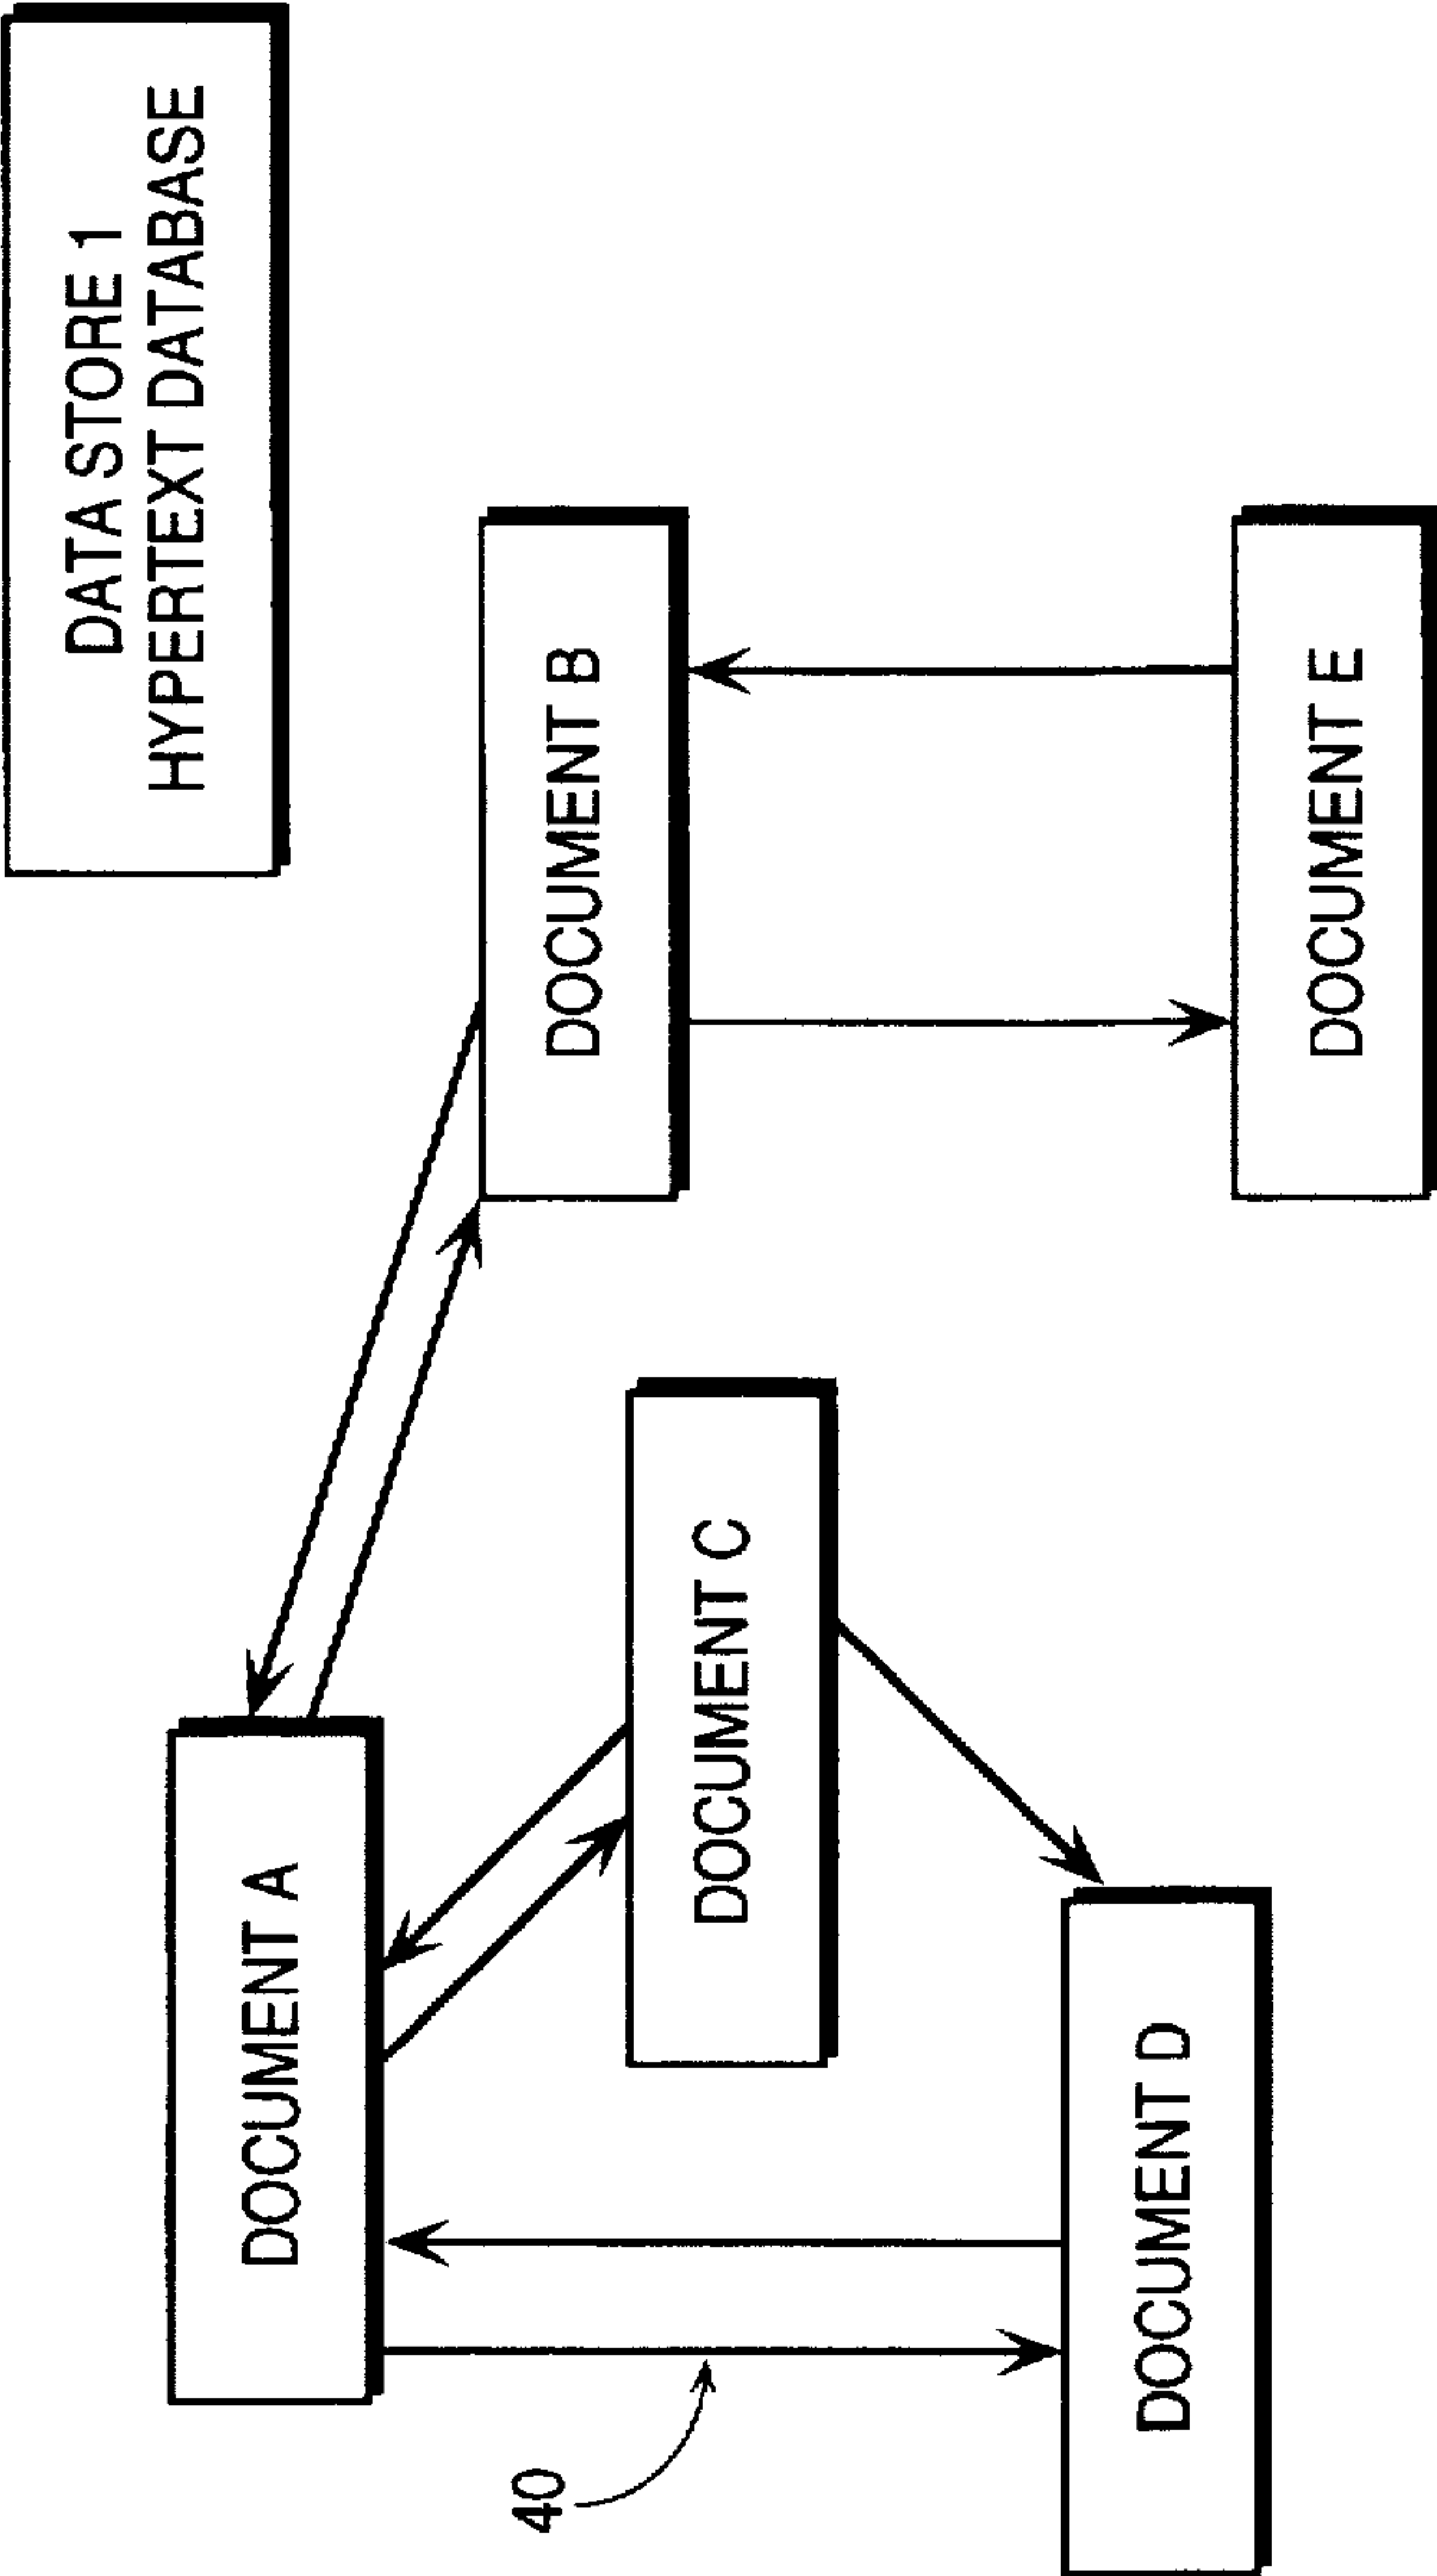 DATA STORE 1
HYPERTEXT DATABASE
DOCUMENT A
DOCUMENT B
DOCUMENT C
40
DOCUMENT D
DOCUMENT E